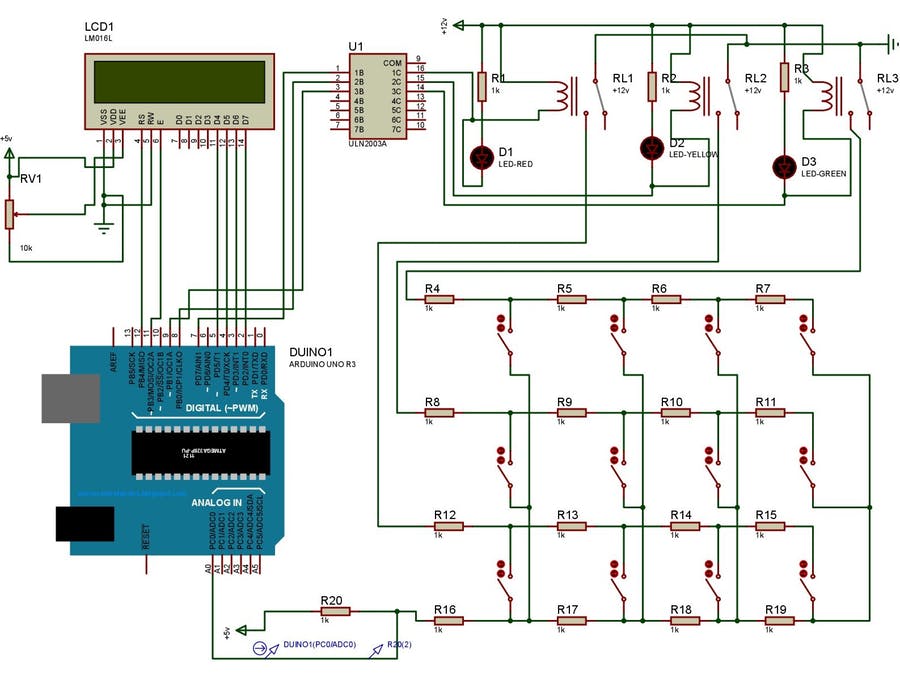 LCD1
LM016L
VSS
VDD
VEE
RS
RW
E
D0
D1
D2
D3
D4
D5
D6
D7
1
2
3
4
5
6
7
8
9
10
11
12
13
14
+5v
RV1
10k
U1
1
2
3
4
5
6
7
1B
2B
3B
4B
5B
6B
7B
COM
1C
2C
3C
4C
5C
6C
7C
9
16
15
14
13
12
11
10
ULN2003A
+12v
R1
1k
RL1
+12v
D1
LED-RED
R2
1k
RL2
+12v
D2
LED-YELLOW
R3
1k
RL3
+12v
D3
LED-GREEN
DUINO1
ARDUINO UNO R3
13
12
11
10
9
8
7
6
5
4
3
2
1
0
AREF
PB5/SCK
PB4/MISO
~PB3/MOSI/OC2A
~PB2/SS/OC1B
~PB1/OC1A
PB0/ICP1/CLKO
PD7/AIN1
~PD6/AIN0
~PD5/T1
PD4/T0/XCK
~PD3/INT1
PD2/INT0
TX PD1/TXD
RX PD0/RXD
DIGITAL (~PWM)
ATMEGA328P-PU
1121
ANALOG IN
RESET
PC0/ADC0
PC1/ADC1
PC2/ADC2
PC3/ADC3
PC4/ADC4/SDA
PC5/ADC5/SCL
A0
A1
A2
A3
A4
A5
R4
1k
R5
1k
R6
1k
R7
1k
R8
1k
R9
1k
R10
1k
R11
1k
R12
1k
R13
1k
R14
1k
R15
1k
R16
1k
R17
1k
R18
1k
R19
1k
R20
1k
+5v
DUINO1(PC0/ADC0)
R20(2)